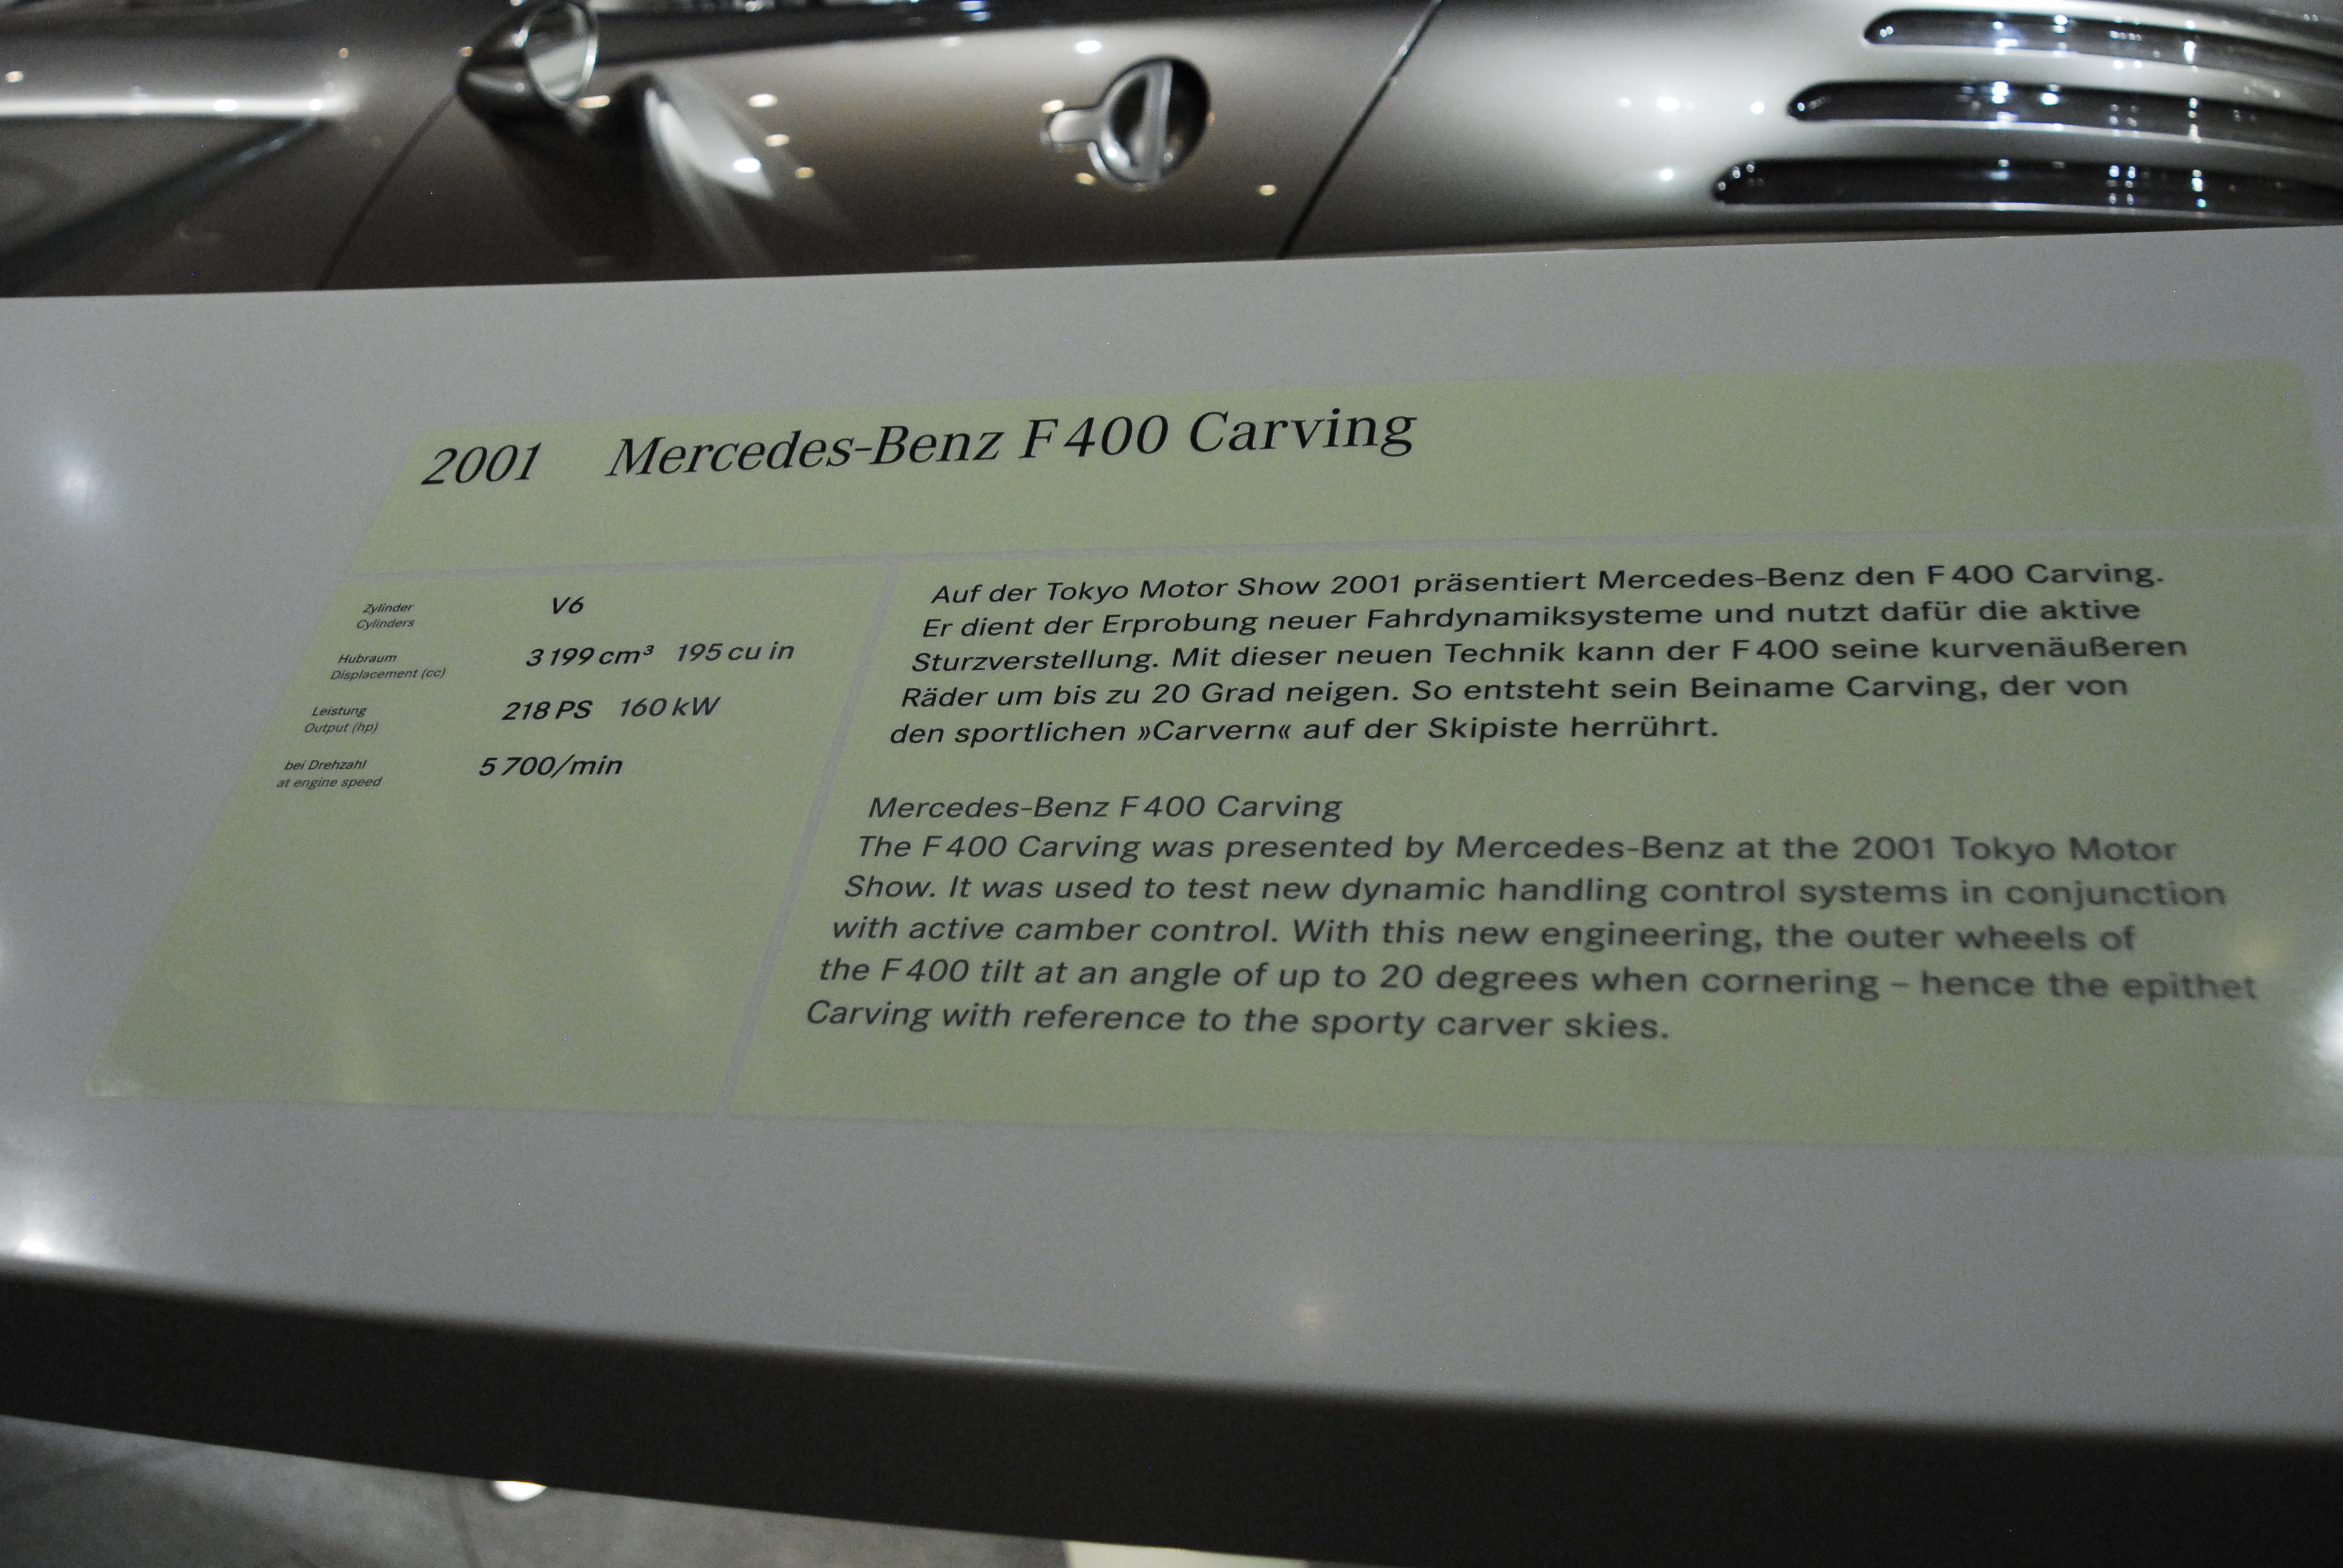 2001 Mercedes-Benz F 400 Carving
Zylinder
Cylinders
V6
Hubraum
Displacement (cc)
3 199 cm³ 195 cu in
Leistung
Output (hp)
218 PS 160 kW
bei Drehzahl
at engine speed
5 700/min
Auf der Tokyo Motor Show 2001 präsentiert Mercedes-Benz den F 400 Carving.
Er dient der Erprobung neuer Fahrdynamiksysteme und nutzt dafür die aktive
Sturzverstellung. Mit dieser neuen Technik kann der F 400 seine kurvenäußeren
Räder um bis zu 20 Grad neigen. So entsteht sein Beiname Carving, der von
den sportlichen »Carvern« auf der Skipiste herrührt.
Mercedes-Benz F 400 Carving
The F 400 Carving was presented by Mercedes-Benz at the 2001 Tokyo Motor
Show. It was used to test new dynamic handling control systems in conjunction
with active camber control. With this new engineering, the outer wheels of
the F 400 tilt at an angle of up to 20 degrees when cornering – hence the epithet
Carving with reference to the sporty carver skies.